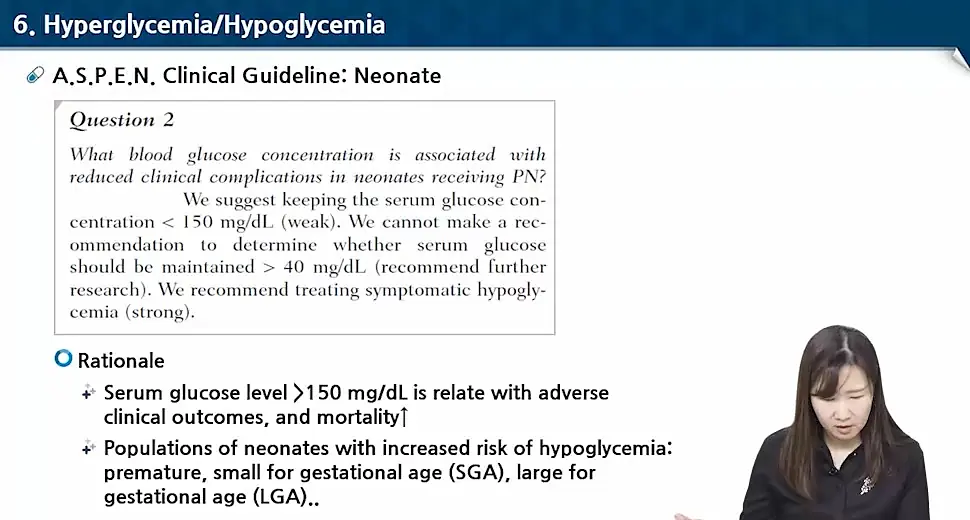 6. Hyperglycemia/Hypoglycemia
A.S.P.E.N. Clinical Guideline: Neonate
Question 2
What blood glucose concentration is associated with
reduced clinical complications in neonates receiving PN?
We suggest keeping the serum glucose con-
centration < 150 mg/dL (weak). We cannot make a rec-
ommendation to determine whether serum glucose
should be maintained > 40 mg/dL (recommend further
research). We recommend treating symptomatic hypogly-
cemia (strong).
Rationale
Serum glucose level >150 mg/dL is relate with adverse
clinical outcomes, and mortality↑
Populations of neonates with increased risk of hypoglycemia:
premature, small for gestational age (SGA), large for
gestational age (LGA)..